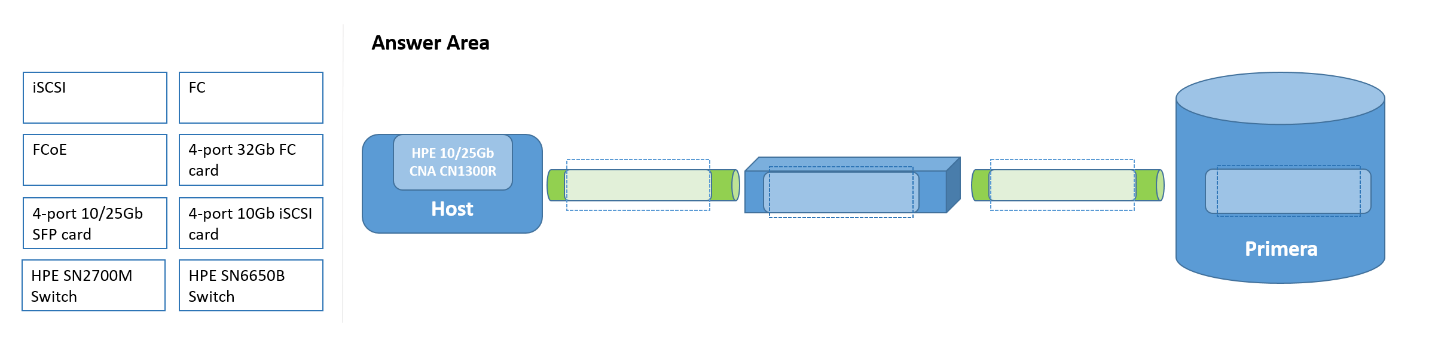 Answer Area
iSCSI
FC
FCoE
4-port 32Gb FC
card
4-port 10/25Gb
SFP card
4-port 10Gb iSCSI
card
HPE SN2700M
Switch
HPE SN6650B
Switch
HPE 10/25Gb
CNA CN1300R
Host
Primera